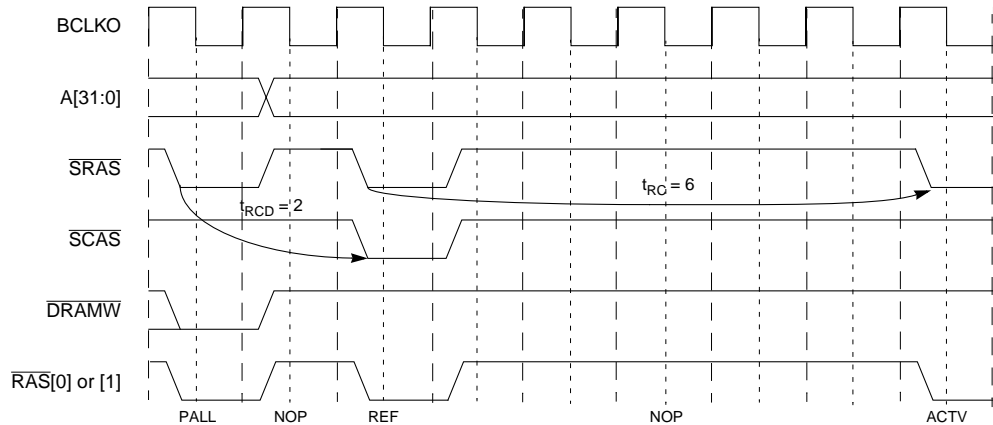 BCLKO
A[31:0]
SRAS
tRC = 6
tRCD = 2
SCAS
DRAMW
RAS[0] or [1]
PALL NOP REF NOP ACTV